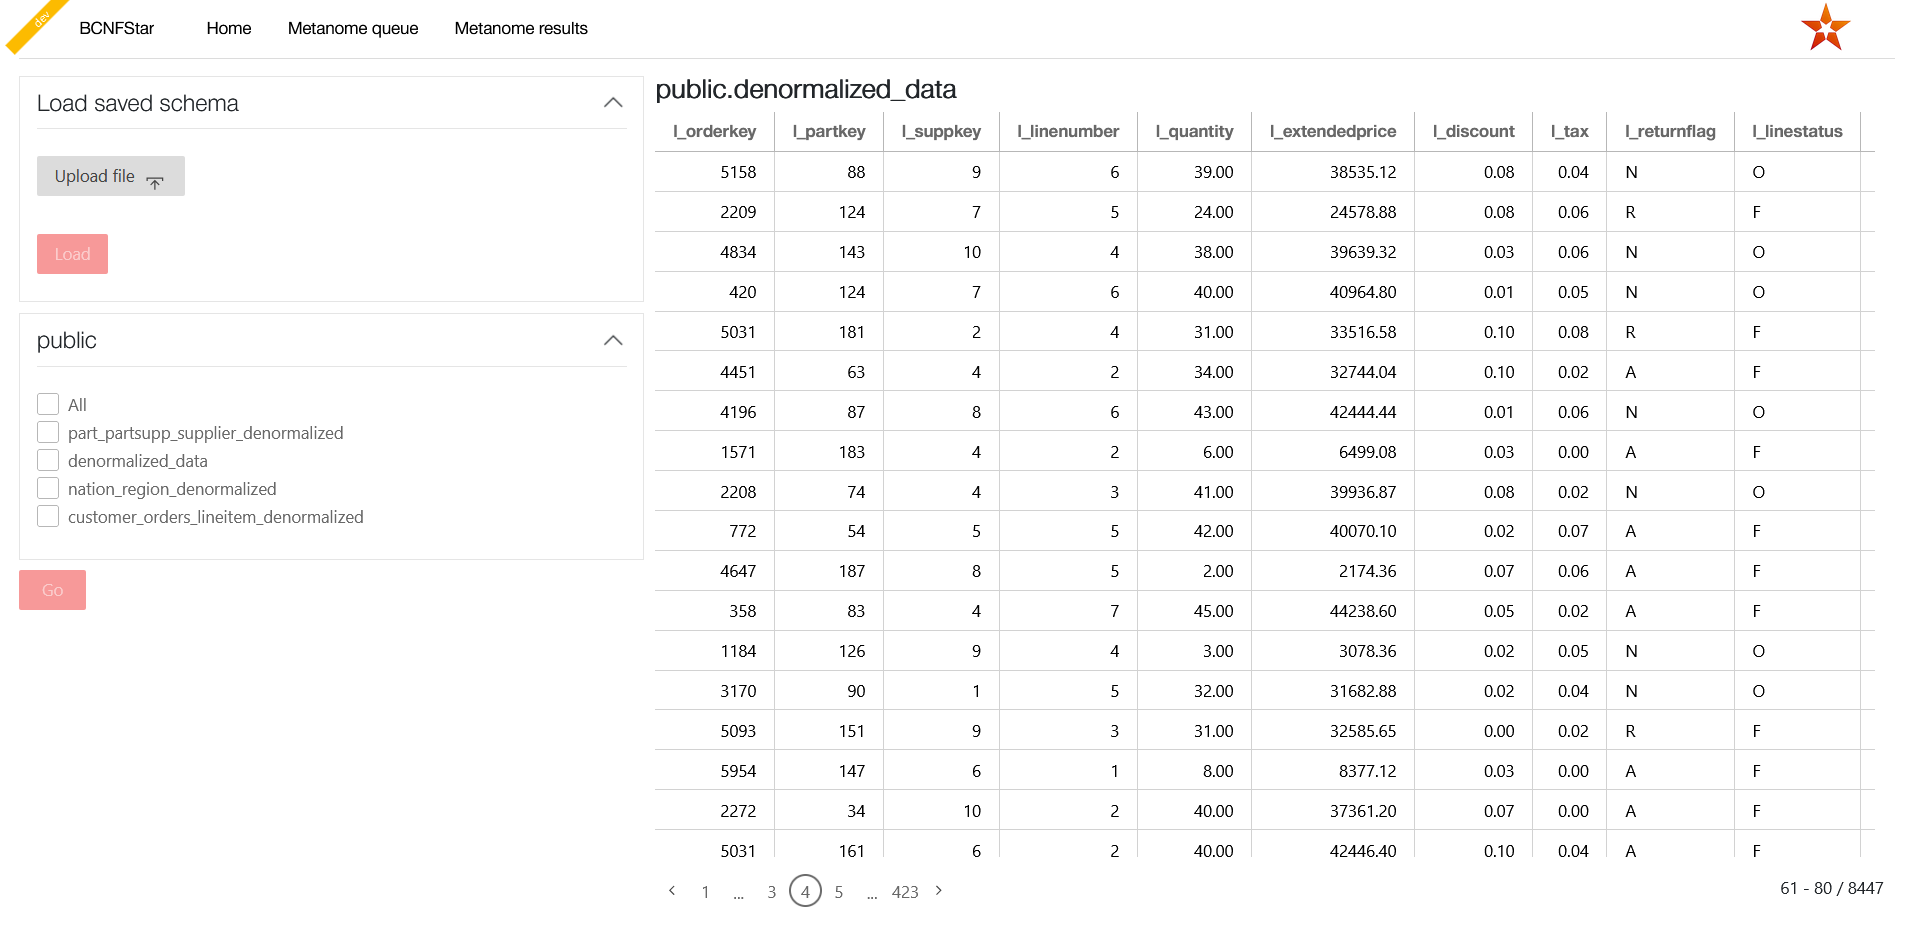 dev
BCNFStar Home Metanome queue Metanome results
Load saved schema
Upload file
Load
public
All
part_partsupp_supplier_denormalized
denormalized_data
nation_region_denormalized
customer_orders_lineitem_denormalized
Go
public.denormalized_data
l_orderkey l_partkey l_suppkey l_linenumber l_quantity l_extendedprice l_discount l_tax l_returnflag l_linestatus
5158 88 9 6 39.00 38535.12 0.08 0.04 N O
2209 124 7 5 24.00 24578.88 0.08 0.06 R F
4834 143 10 4 38.00 39639.32 0.03 0.06 N O
420 124 7 6 40.00 40964.80 0.01 0.05 N O
5031 181 2 4 31.00 33516.58 0.10 0.08 R F
4451 63 4 2 34.00 32744.04 0.10 0.02 A F
4196 87 8 6 43.00 42444.44 0.01 0.06 N O
1571 183 4 2 6.00 6499.08 0.03 0.00 A F
2208 74 4 3 41.00 39936.87 0.08 0.02 N O
772 54 5 5 42.00 40070.10 0.02 0.07 A F
4647 187 8 5 2.00 2174.36 0.07 0.06 A F
358 83 4 7 45.00 44238.60 0.05 0.02 A F
1184 126 9 4 3.00 3078.36 0.02 0.05 N O
3170 90 1 5 32.00 31682.88 0.02 0.04 N O
5093 151 9 3 31.00 32585.65 0.00 0.02 R F
5954 147 6 1 8.00 8377.12 0.03 0.00 A F
2272 34 10 2 40.00 37361.20 0.07 0.00 A F
5031 161 6 2 40.00 42446.40 0.10 0.04 A F
1 ... 3 4 5 ... 423
61 - 80 / 8447